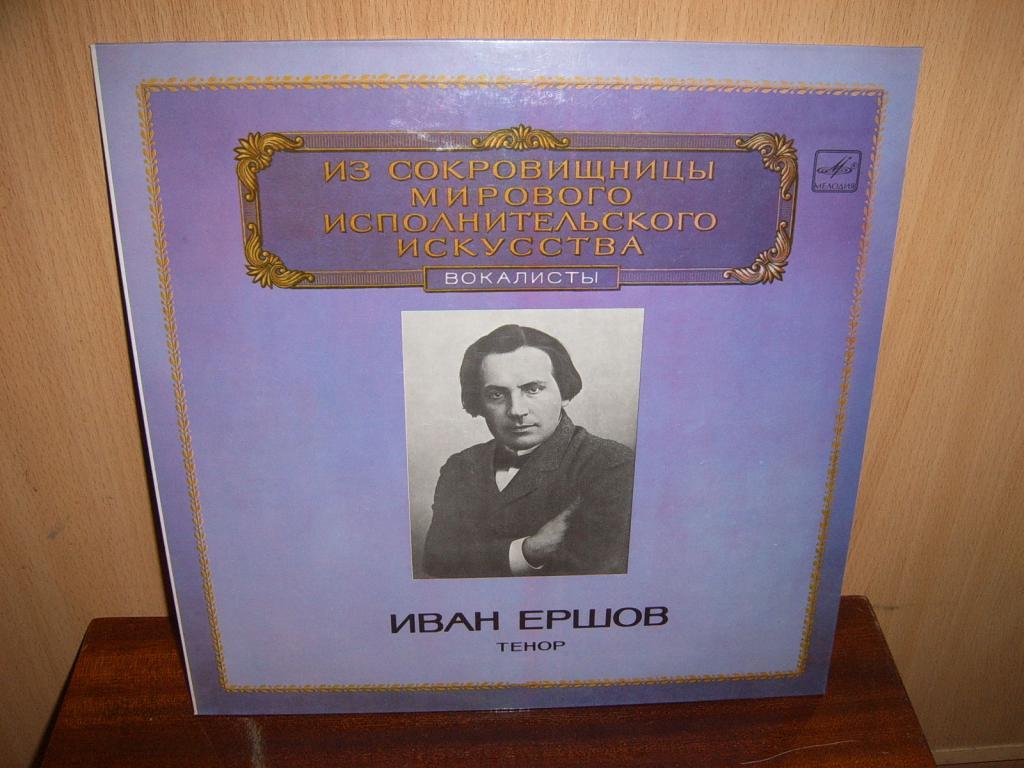 ИЗ СОКРОВИЩНИЦЫ
МИРОВОГО
ИСПОЛНИТЕЛЬСКОГО
ИСКУССТВА
ВОКАЛИСТЫ
МЕЛОДИЯ
ИВАН ЕРШОВ
ТЕНОР